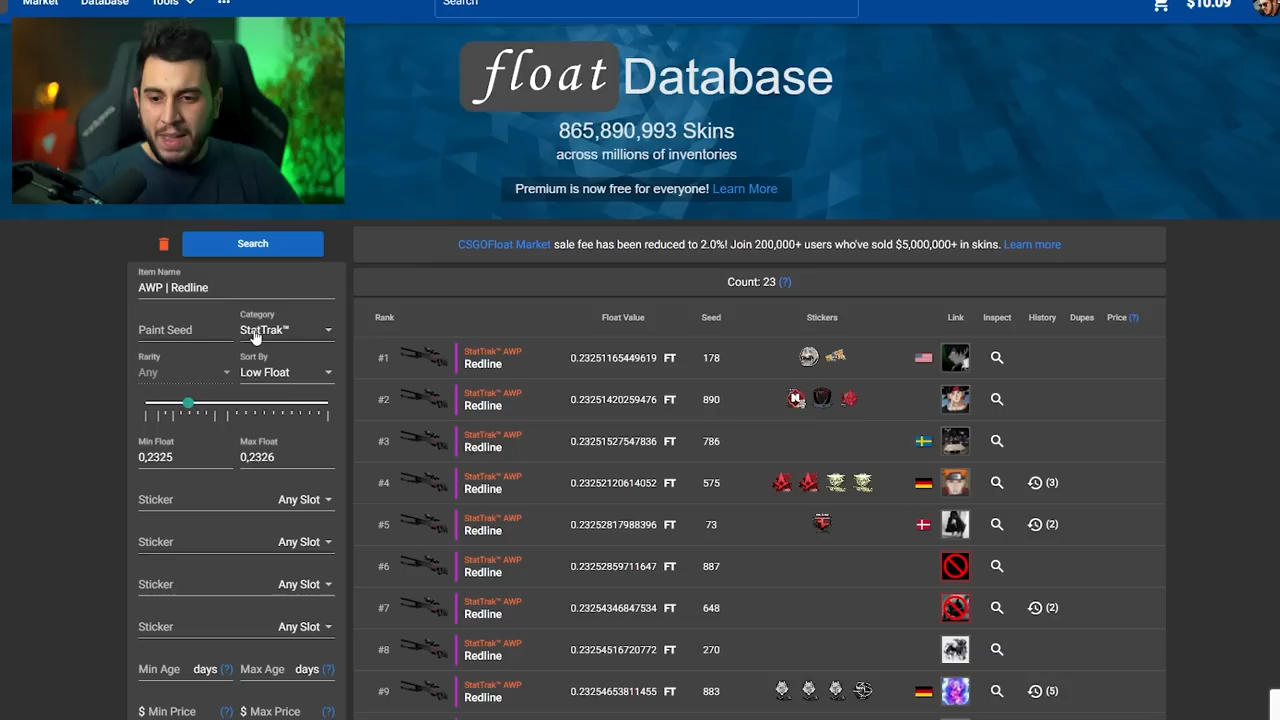 Market Database Tools ...
Search
$10.09
float Database
865,890,993 Skins
across millions of inventories
Premium is now free for everyone! Learn More
Search
CSGOFloat Market sale fee has been reduced to 2.0%! Join 200,000+ users who've sold $5,000,000+ in skins. Learn more
Item Name
AWP | Redline
Count: 23 (?)
Paint Seed
Category
StatTrak™
Rarity
Any
Sort By
Low Float
Min Float
0,2325
Max Float
0,2326
Sticker Any Slot
Sticker Any Slot
Sticker Any Slot
Sticker Any Slot
Min Age days (?) Max Age days (?)
$ Min Price (?) $ Max Price (?)
Rank Float Value Seed Stickers Link Inspect History Dupes Price (?)
#1 StatTrak™ AWP Redline 0.23251165449619 FT 178
#2 StatTrak™ AWP Redline 0.23251420259476 FT 890
#3 StatTrak™ AWP Redline 0.23251527547836 FT 786
#4 StatTrak™ AWP Redline 0.23252120614052 FT 575 (3)
#5 StatTrak™ AWP Redline 0.23252817988396 FT 73 (2)
#6 StatTrak™ AWP Redline 0.23252859711647 FT 887
#7 StatTrak™ AWP Redline 0.23254346847534 FT 648 (2)
#8 StatTrak™ AWP Redline 0.23254516720772 FT 270
#9 StatTrak™ AWP Redline 0.23254653811455 FT 883 (5)